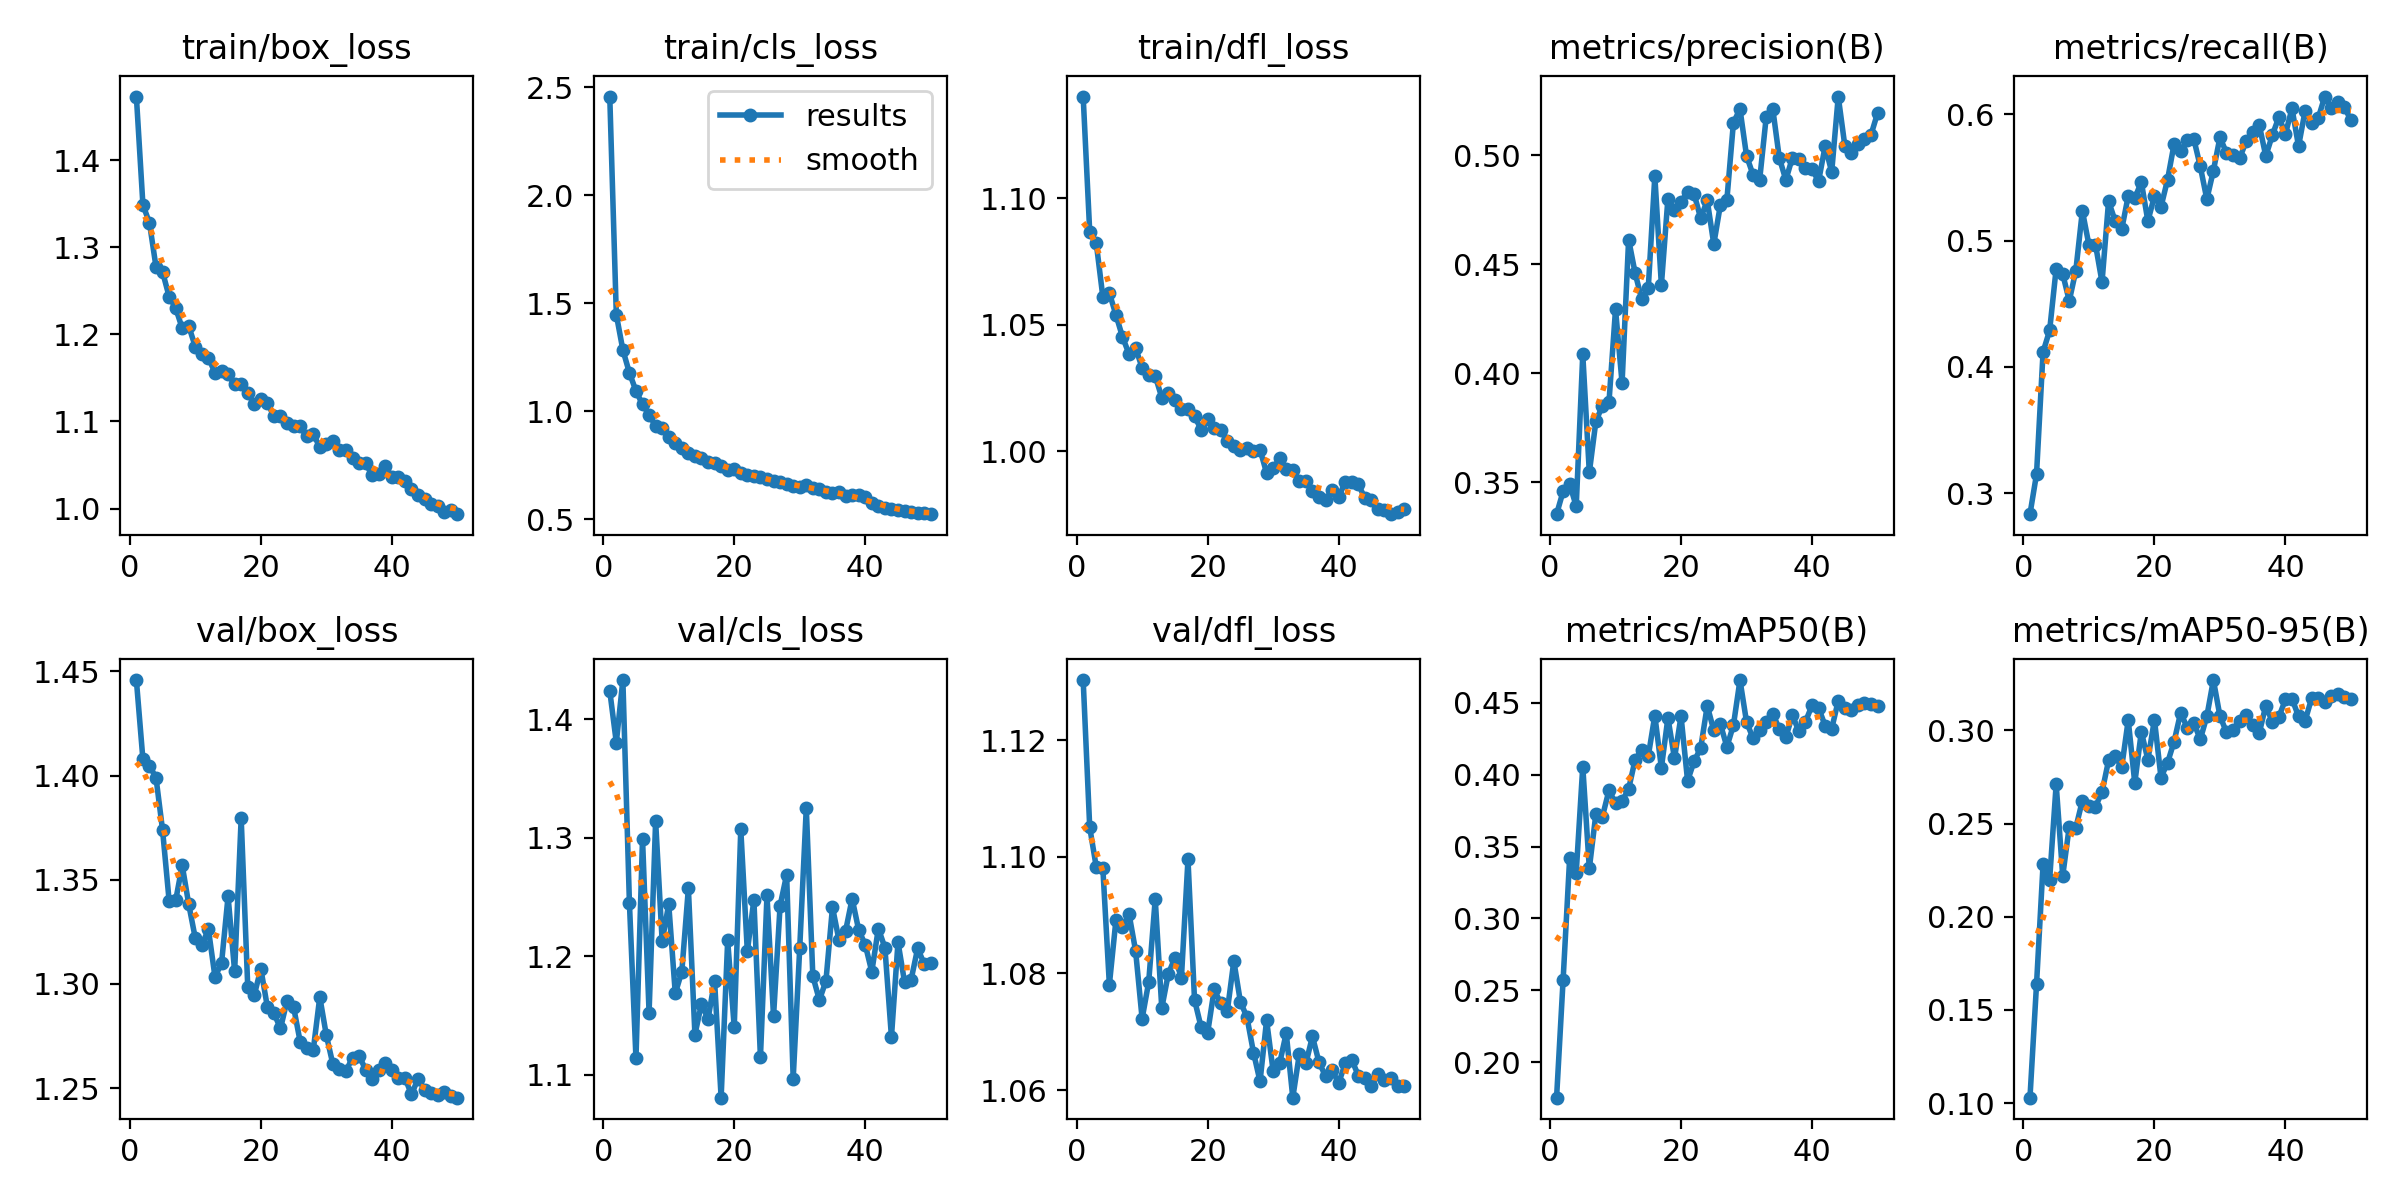 train/box_loss
train/cls_loss
train/dfl_loss
metrics/precision(B)
metrics/recall(B)
results
smooth
1.4
1.3
1.2
1.1
1.0
0 20 40
2.5
2.0
1.5
1.0
0.5
0 20 40
1.10
1.05
1.00
0 20 40
0.50
0.45
0.40
0.35
0 20 40
0.6
0.5
0.4
0.3
0 20 40
val/box_loss
val/cls_loss
val/dfl_loss
metrics/mAP50(B)
metrics/mAP50-95(B)
1.45
1.40
1.35
1.30
1.25
0 20 40
1.4
1.3
1.2
1.1
0 20 40
1.12
1.10
1.08
1.06
0 20 40
0.45
0.40
0.35
0.30
0.25
0.20
0 20 40
0.30
0.25
0.20
0.15
0.10
0 20 40